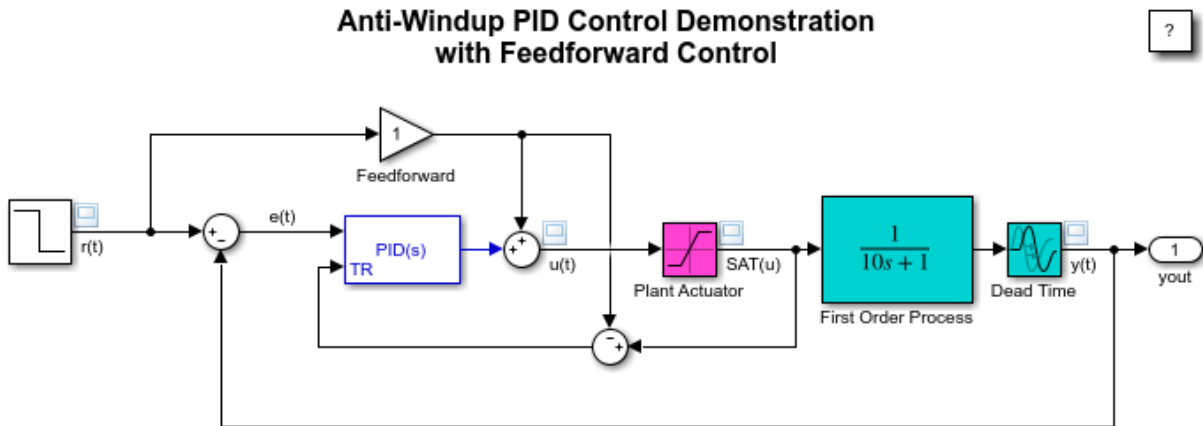 Anti-Windup PID Control Demonstration
with Feedforward Control
?
1
Feedforward
r(t)
+
−
e(t)
PID(s)
TR
+
+
u(t)
Plant Actuator
SAT(u)
1
10s + 1
First Order Process
Dead Time
y(t)
1
yout
−
+